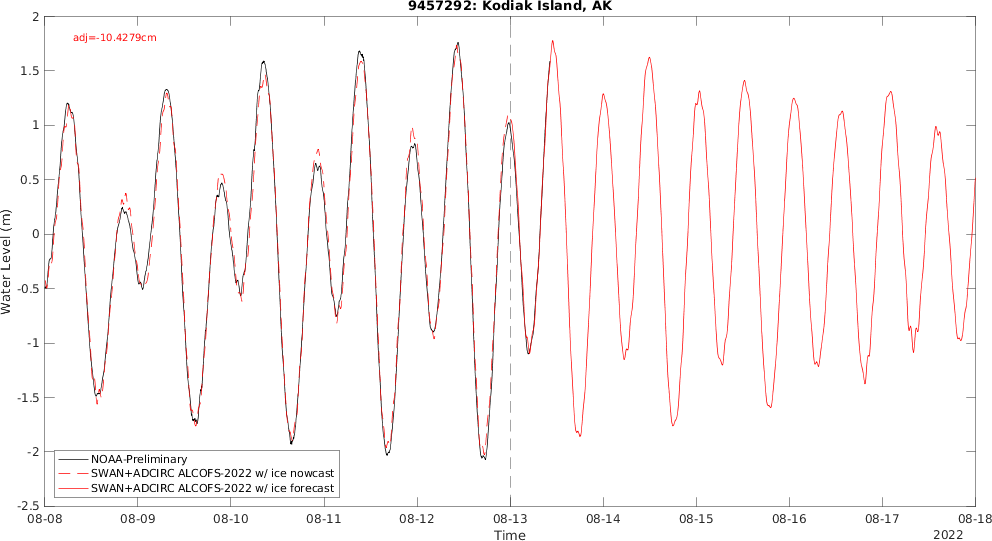 9457292: Kodiak Island, AK
adj=-10.4279cm
2
1.5
1
0.5
0
-0.5
-1
-1.5
-2
-2.5
Water Level (m)
NOAA-Preliminary
SWAN+ADCIRC ALCOFS-2022 w/ ice nowcast
SWAN+ADCIRC ALCOFS-2022 w/ ice forecast
08-08 08-09 08-10 08-11 08-12 08-13 08-14 08-15 08-16 08-17 08-18
Time
2022